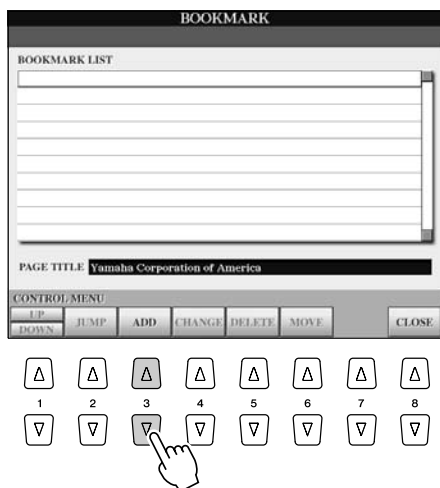 BOOKMARK
BOOKMARK LIST
PAGE TITLE Yamaha Corporation of America
CONTROL MENU
UP
DOWN JUMP ADD CHANGE DELETE MOVE CLOSE
1 2 3 4 5 6 7 8